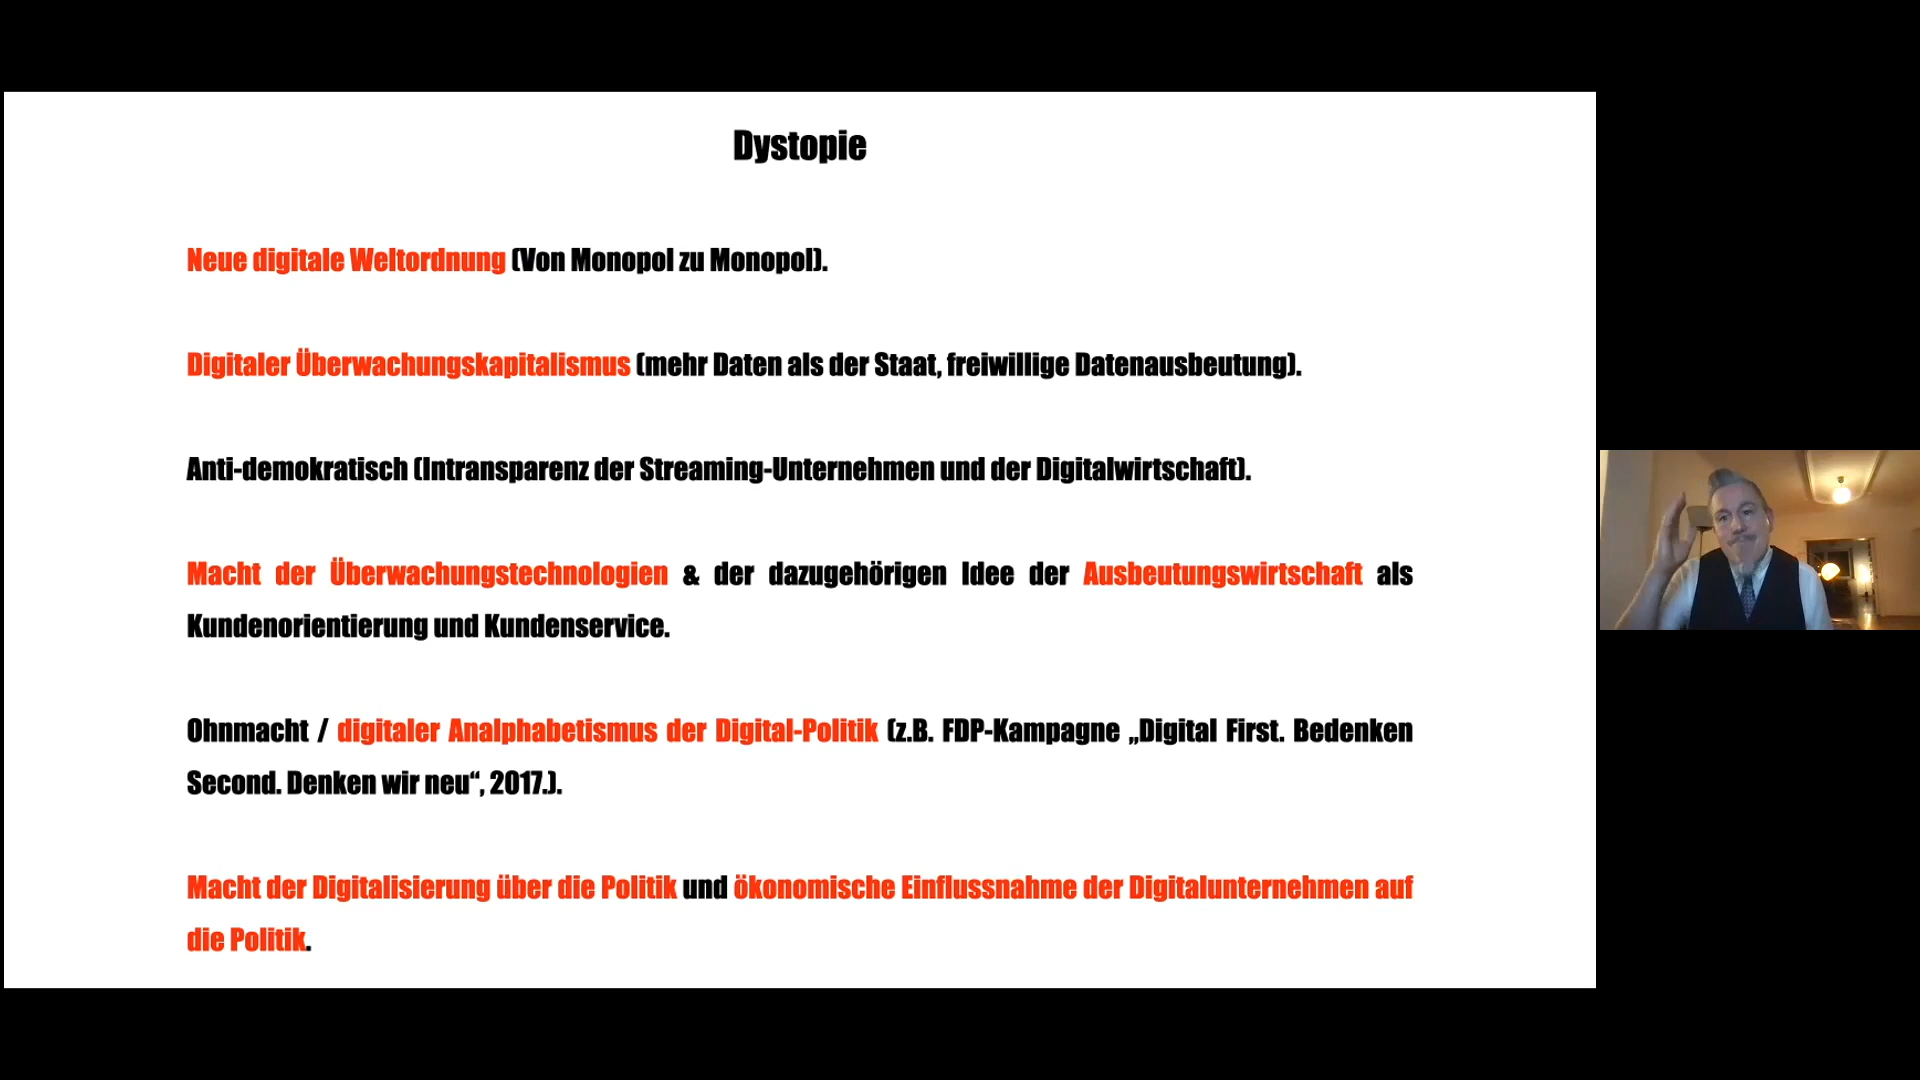 Dystopie
Neue digitale Weltordnung (Von Monopol zu Monopol).
Digitaler Überwachungskapitalismus (mehr Daten als der Staat, freiwillige Datenausbeutung).
Anti-demokratisch (Intransparenz der Streaming-Unternehmen und der Digitalwirtschaft).
Macht der Überwachungstechnologien & der dazugehörigen Idee der Ausbeutungswirtschaft als
Kundenorientierung und Kundenservice.
Ohnmacht / digitaler Analphabetismus der Digital-Politik (z.B. FDP-Kampagne „Digital First. Bedenken
Second. Denken wir neu“, 2017.).
Macht der Digitalisierung über die Politik und ökonomische Einflussnahme der Digitalunternehmen auf
die Politik.